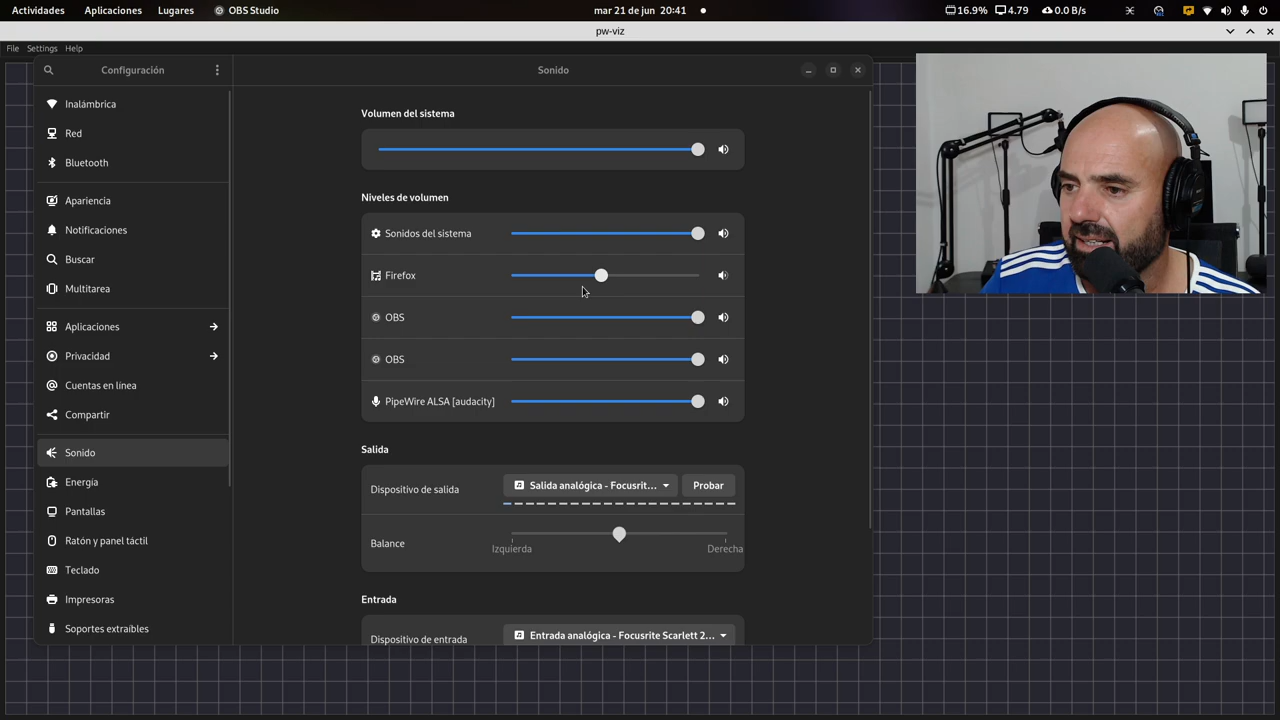 Actividades Aplicaciones Lugares OBS Studio mar 21 de jun 20:41 16.9% 4.79 0.0 B/s
pw-viz
File Settings Help
Configuración
Sonido
Inalámbrica
Red
Bluetooth
Apariencia
Notificaciones
Buscar
Multitarea
Aplicaciones
Privacidad
Cuentas en línea
Compartir
Sonido
Energía
Pantallas
Ratón y panel táctil
Teclado
Impresoras
Soportes extraíbles
Volumen del sistema
Niveles de volumen
Sonidos del sistema
Firefox
OBS
OBS
PipeWire ALSA [audacity]
Salida
Dispositivo de salida Salida analógica - Focusrit... Probar
Balance
Izquierda Derecha
Entrada
Dispositivo de entrada Entrada analógica - Focusrite Scarlett 2...